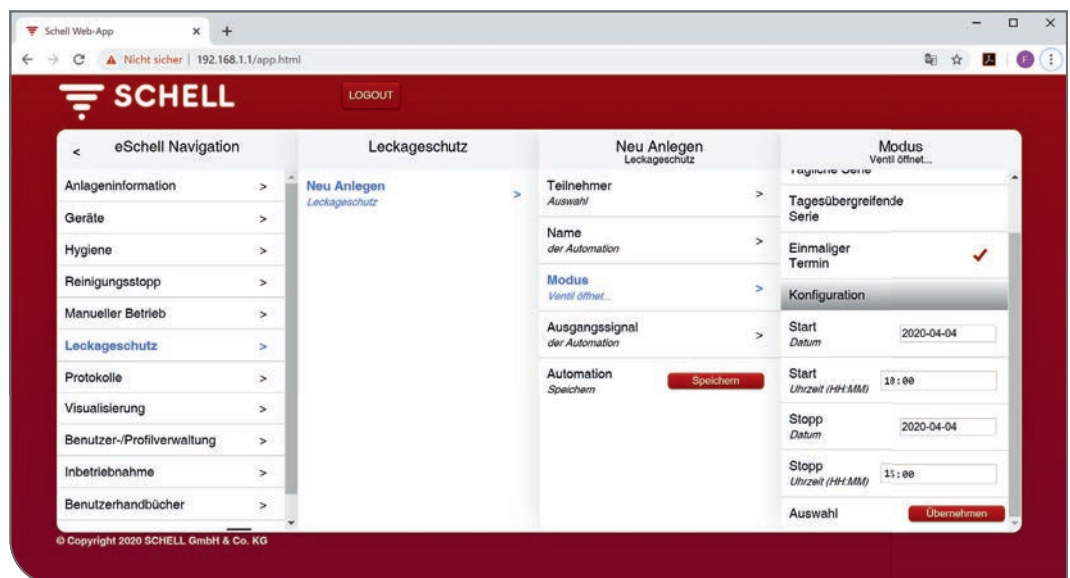 Schell Web-App
Nicht sicher | 192.168.1.1/app.html
F
SCHELL
LOGOUT
< eSchell Navigation
Anlageninformation >
Geräte >
Hygiene >
Reinigungsstopp >
Manueller Betrieb >
Leckageschutz >
Protokolle >
Visualisierung >
Benutzer-/Profilverwaltung >
Inbetriebnahme >
Benutzerhandbücher >
Leckageschutz
Neu Anlegen >
Leckageschutz
Neu Anlegen
Leckageschutz
Teilnehmer >
Auswahl
Name >
der Automation
Modus >
Ventil öffnet...
Ausgangssignal >
der Automation
Automation
Speichern
Speichern
Modus
Ventil öffnet...
Tägliche Serie
Tagesübergreifende
Serie
Einmaliger
Termin
Konfiguration
Start
Datum
2020-04-04
Start
Uhrzeit (HH:MM)
10:00
Stopp
Datum
2020-04-04
Stopp
Uhrzeit (HH:MM)
15:00
Auswahl
Übernehmen
© Copyright 2020 SCHELL GmbH & Co. KG